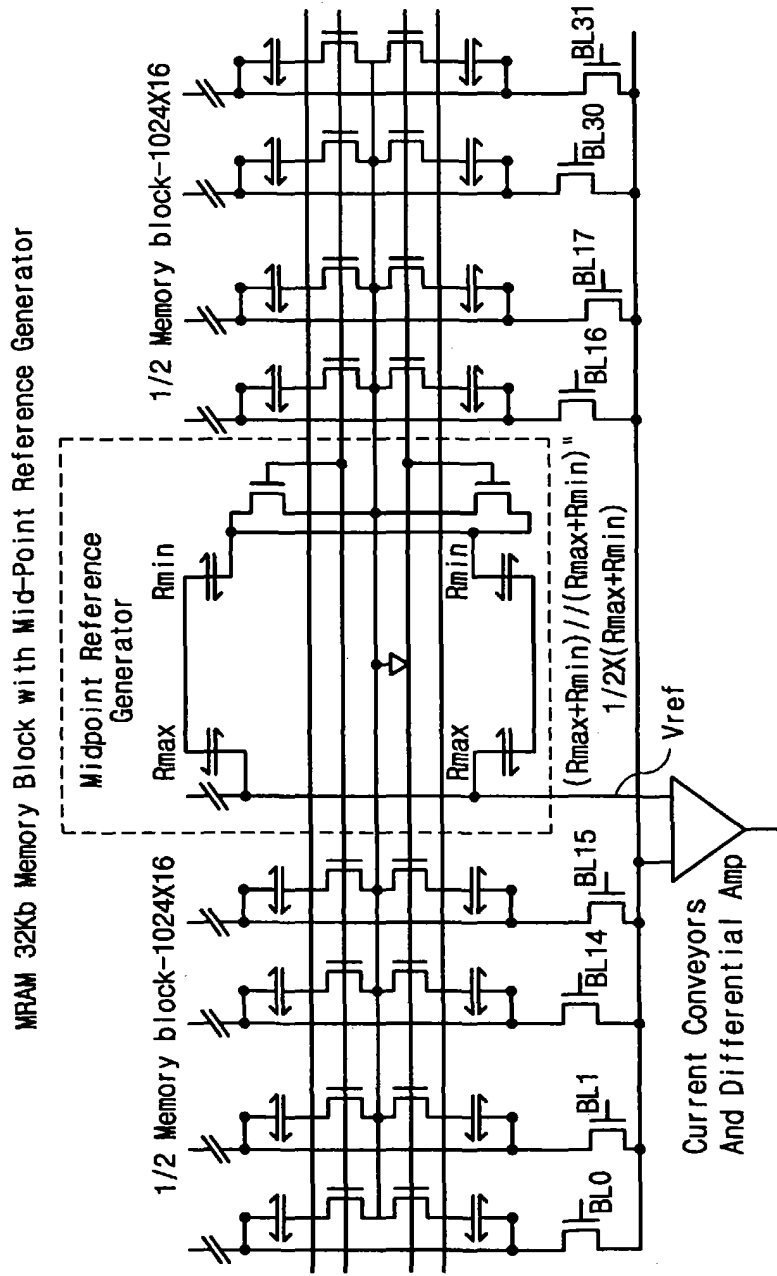 MRAM 32Kb Memory Block with Mid-Point Reference Generator
1/2 Memory block-1024X16
1/2 Memory block-1024X16
Midpoint Reference
Generator
Rmax
Rmin
Rmax
Rmin
(Rmax+Rmin)//(Rmax+Rmin)"
1/2X(Rmax+Rmin)
BL0
BL1
BL14
BL15
BL16
BL17
BL30
BL31
Vref
Current Conveyors
And Differential Amp